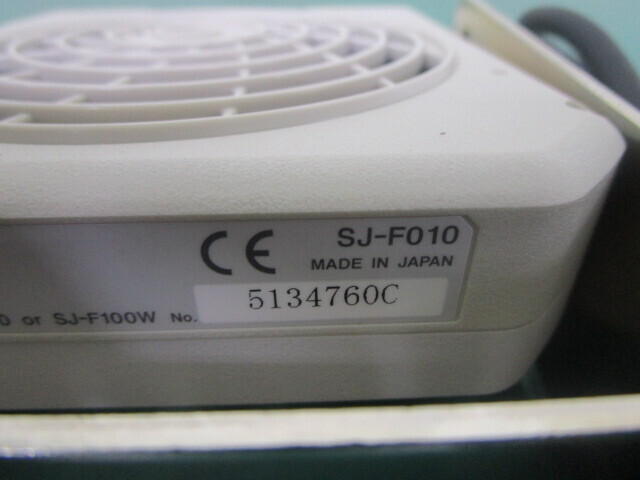 CE SJ-F010
MADE IN JAPAN
or SJ-F100W No. 5134760C